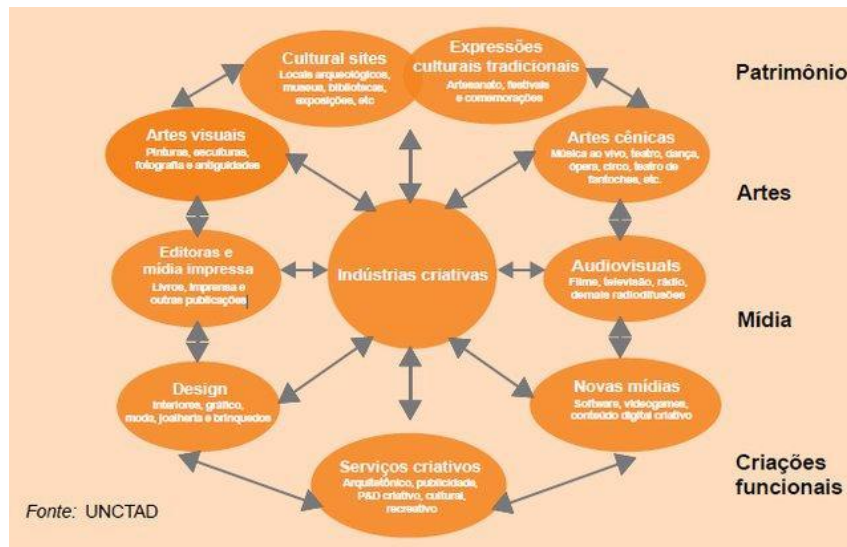 Cultural sites
Locais arqueológicos,
museus, bibliotecas,
exposições, etc
Expressões
culturais tradicionais
Artesanato, festivais
e comemorações
Patrimônio
Artes visuais
Pinturas, esculturas,
fotografia e antiguidades
Artes cênicas
Música ao vivo, teatro, dança,
ópera, circo, teatro de
fantoches, etc.
Artes
Editoras e
mídia impressa
Livros, imprensa e
outras publicações
Indústrias criativas
Audiovisuals
Filme, televisão, rádio,
demais radiodifusões
Mídia
Design
Interiores, gráfico,
moda, joalheria e brinquedos
Novas mídias
Software, videogames,
conteúdo digital criativo
Serviços criativos
Arquitetônico, publicidade,
P&D criativo, cultural,
recreativo
Criações
funcionais
Fonte: UNCTAD